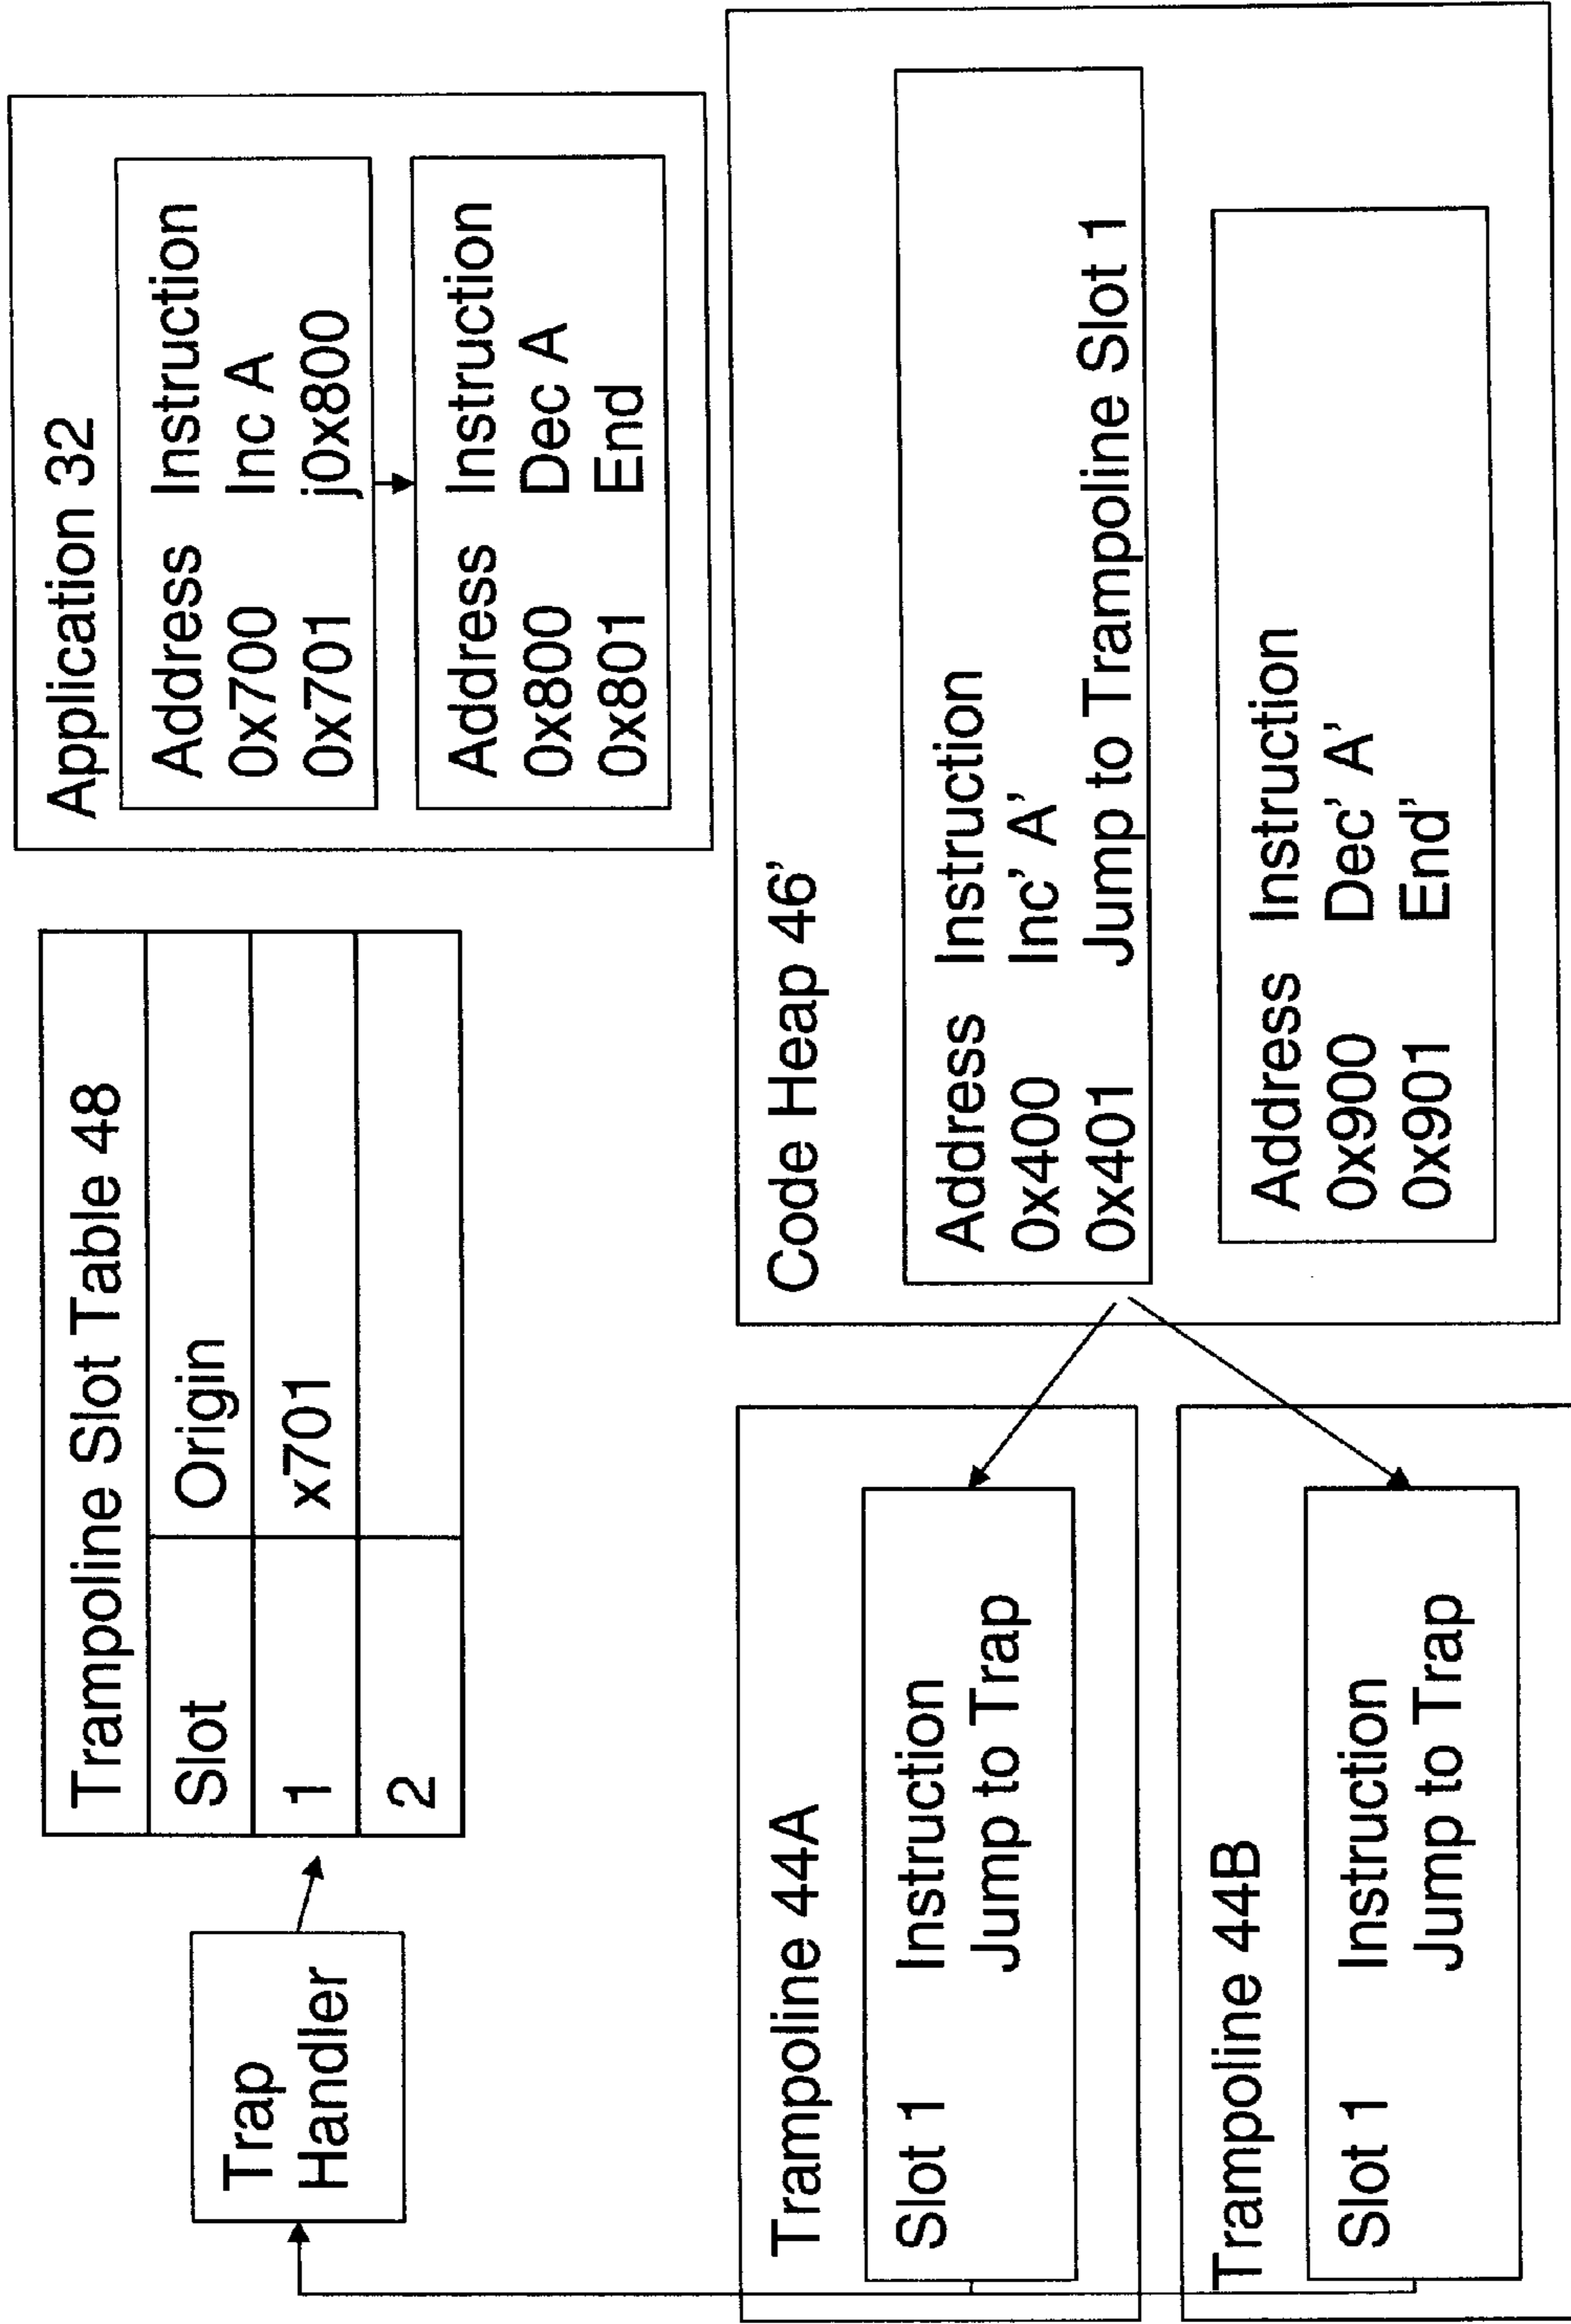 Trap
Handler
Trampoline Slot Table 48
Slot Origin
1 x701
2
Application 32
Address Instruction
0x700 Inc A
0x701 j0x800
Address Instruction
0x800 Dec A
0x801 End
Trampoline 44A
Slot 1 Instruction
Jump to Trap
Trampoline 44B
Slot 1 Instruction
Jump to Trap
Code Heap 46'
Address Instruction
0x400 Inc' A'
0x401 Jump to Trampoline Slot 1
Address Instruction
0x900 Dec' A'
0x901 End'